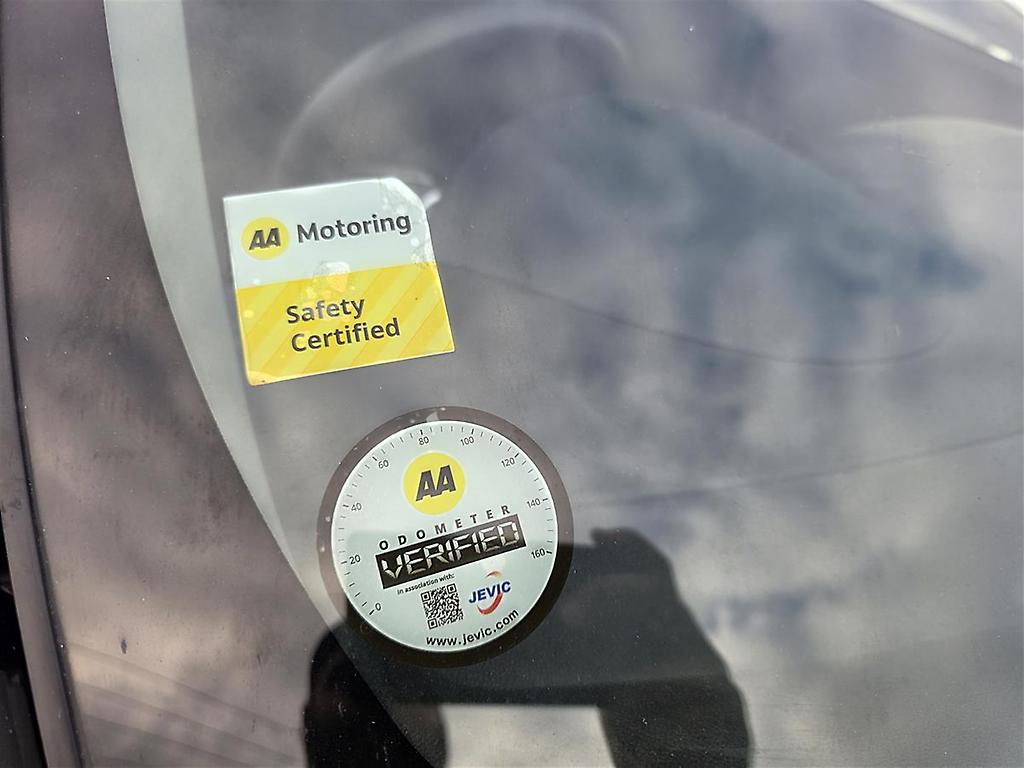 AA Motoring
Safety
Certified
0 20 40 60 80 100 120 140 160
AA
ODOMETER
VERIFIED
in association with:
JEVIC
www.jevic.com